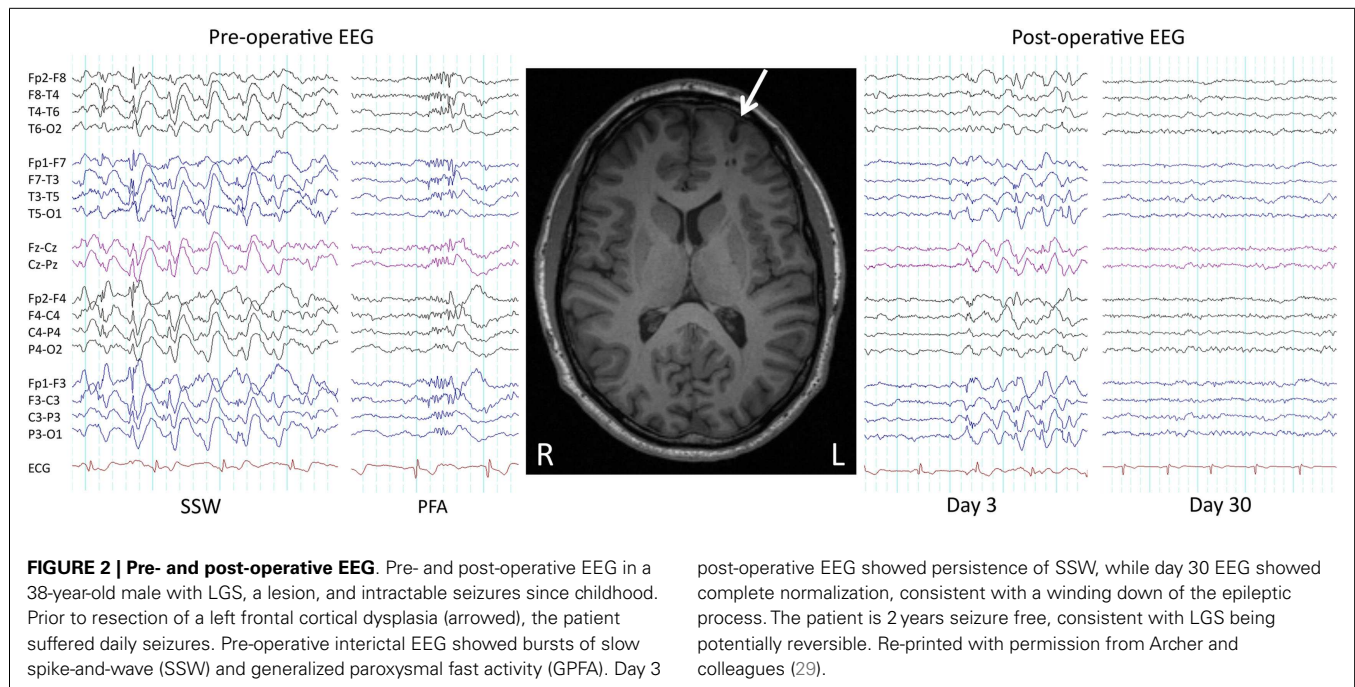 Pre-operative EEG
Post-operative EEG
Fp2-F8
F8-T4
T4-T6
T6-O2
Fp1-F7
F7-T3
T3-T5
T5-O1
Fz-Cz
Cz-Pz
Fp2-F4
F4-C4
C4-P4
P4-O2
Fp1-F3
F3-C3
C3-P3
P3-O1
ECG
R
L
SSW
PFA
Day 3
Day 30
FIGURE 2 | Pre- and post-operative EEG. Pre- and post-operative EEG in a
38-year-old male with LGS, a lesion, and intractable seizures since childhood.
Prior to resection of a left frontal cortical dysplasia (arrowed), the patient
suffered daily seizures. Pre-operative interictal EEG showed bursts of slow
spike-and-wave (SSW) and generalized paroxysmal fast activity (GPFA). Day 3
post-operative EEG showed persistence of SSW, while day 30 EEG showed
complete normalization, consistent with a winding down of the epileptic
process. The patient is 2 years seizure free, consistent with LGS being
potentially reversible. Re-printed with permission from Archer and
colleagues (29).